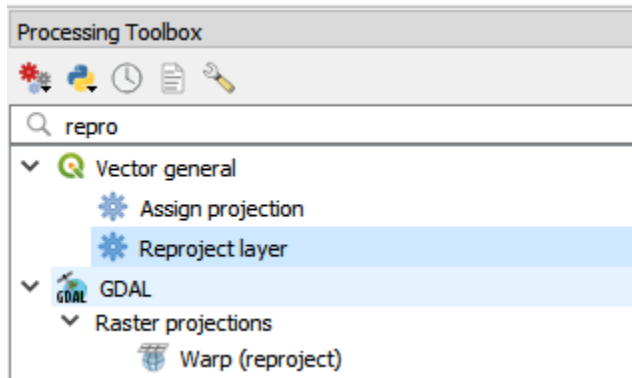 Processing Toolbox
repro
Vector general
Assign projection
Reproject layer
GDAL GDAL
Raster projections
Warp (reproject)